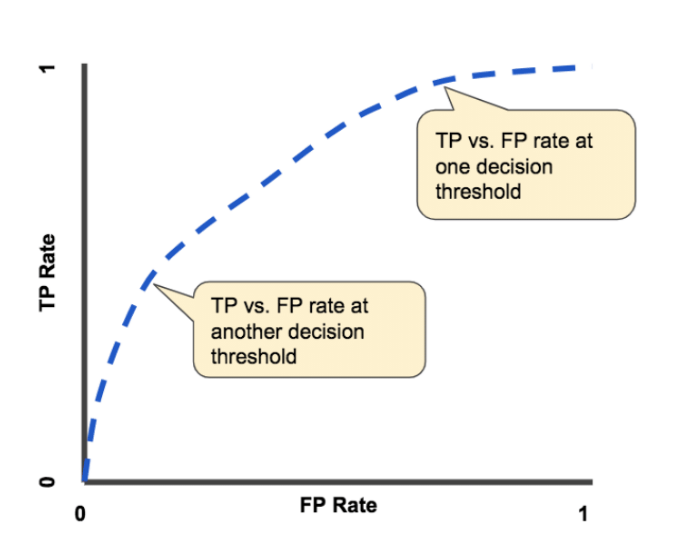 1
TP vs. FP rate at
one decision
threshold
TP Rate
TP vs. FP rate at
another decision
threshold
0
FP Rate
0
1